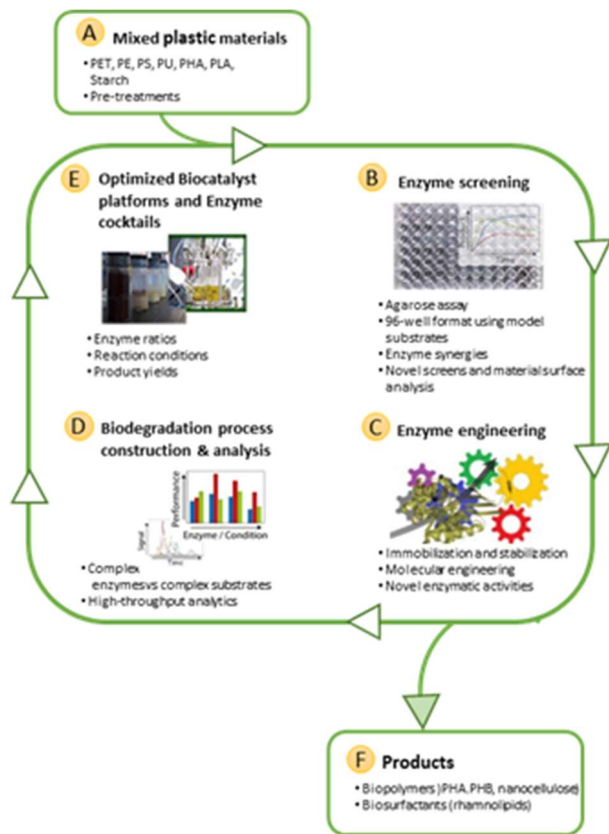 A
Mixed plastic materials
• PET, PE, PS, PU, PHA, PLA,
Starch
• Pre-treatments
E
Optimized Biocatalyst
platforms and Enzyme
cocktails
• Enzyme ratios
• Reaction conditions
• Product yields
B
Enzyme screening
Time
• Agarose assay
• 96-well format using model
substrates
• Enzyme synergies
• Novel screens and material surface
analysis
D
Biodegradation process
construction & analysis
Performance
Enzyme / Condition
Signal
Time
• Complex
enzymesvs complex substrates
• High-throughput analytics
C
Enzyme engineering
• Immobilization and stabilization
• Molecular engineering
• Novel enzymatic activities
F
Products
• Biopolymers )PHA.PHB, nanocellulose)
• Biosurfactants (rhamnolipids)